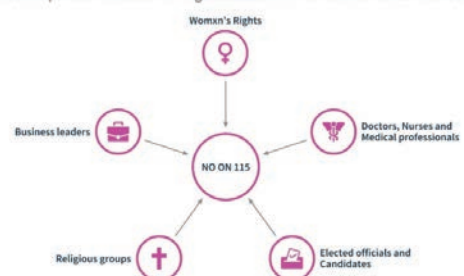 Womxn's Rights
Business leaders
Doctors, Nurses and
Medical professionals
NO ON 115
Religious groups
Elected officials and
Candidates